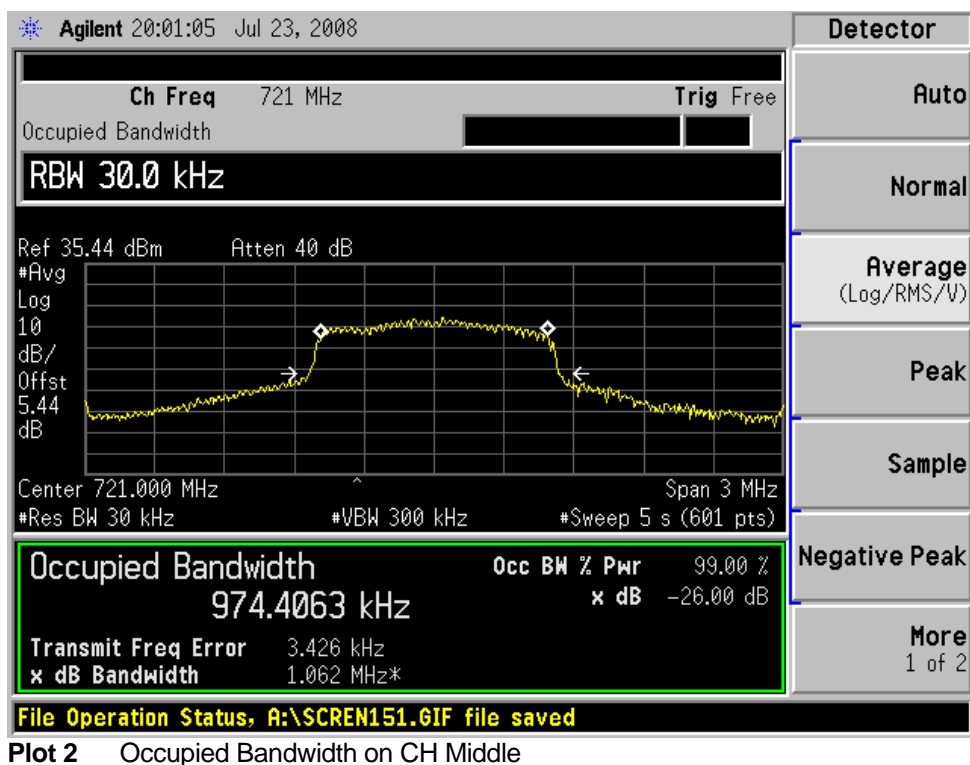 Agilent 20:01:05 Jul 23, 2008
Detector
Ch Freq 721 MHz Trig Free
Occupied Bandwidth
RBW 30.0 kHz
Ref 35.44 dBm Atten 40 dB
#Avg
Log
10
dB/
Offst
5.44
dB
Center 721.000 MHz ^ Span 3 MHz
#Res BW 30 kHz #VBW 300 kHz #Sweep 5 s (601 pts)
Occupied Bandwidth
974.4063 kHz
Occ BW % Pwr 99.00 %
x dB -26.00 dB
Transmit Freq Error 3.426 kHz
x dB Bandwidth 1.062 MHz*
Auto
Normal
Average
(Log/RMS/V)
Peak
Sample
Negative Peak
More
1 of 2
File Operation Status, A:\SCREN151.GIF file saved
Plot 2 Occupied Bandwidth on CH Middle